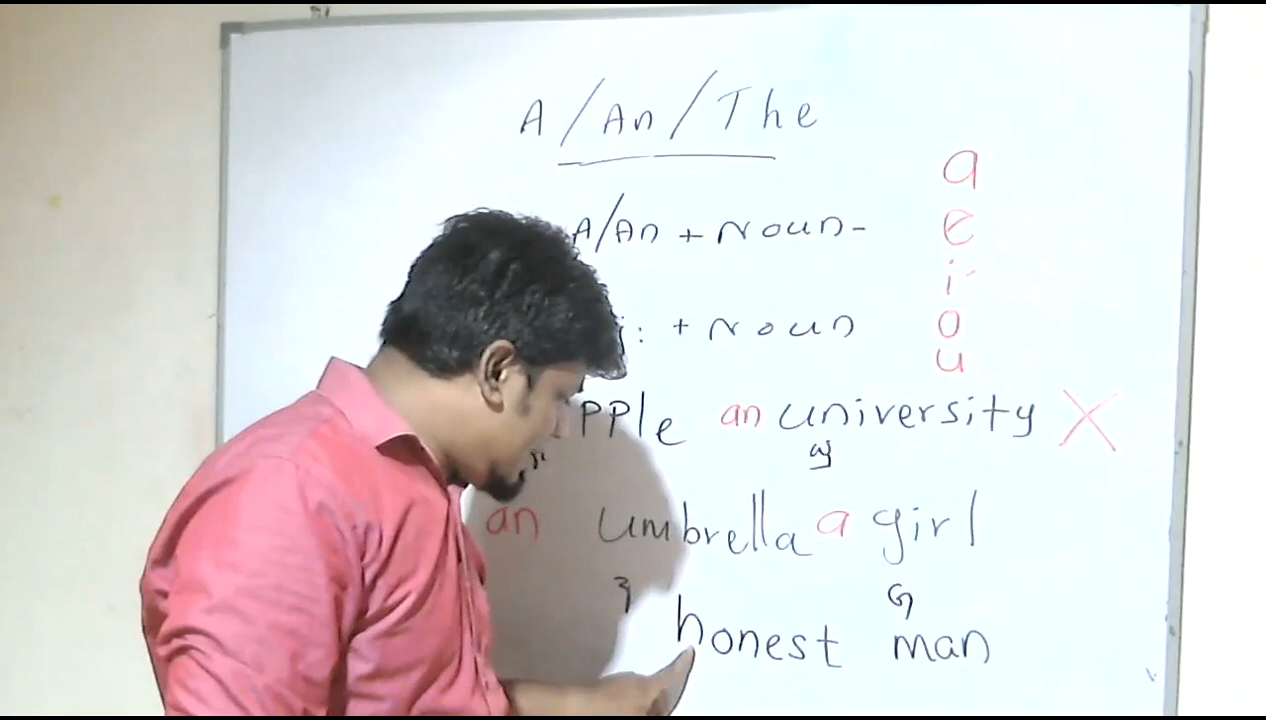 A/An/The
a
A/An + Noun-
e
i
: + Noun
o
u
pple an university X
an umbrella a girl
honest man